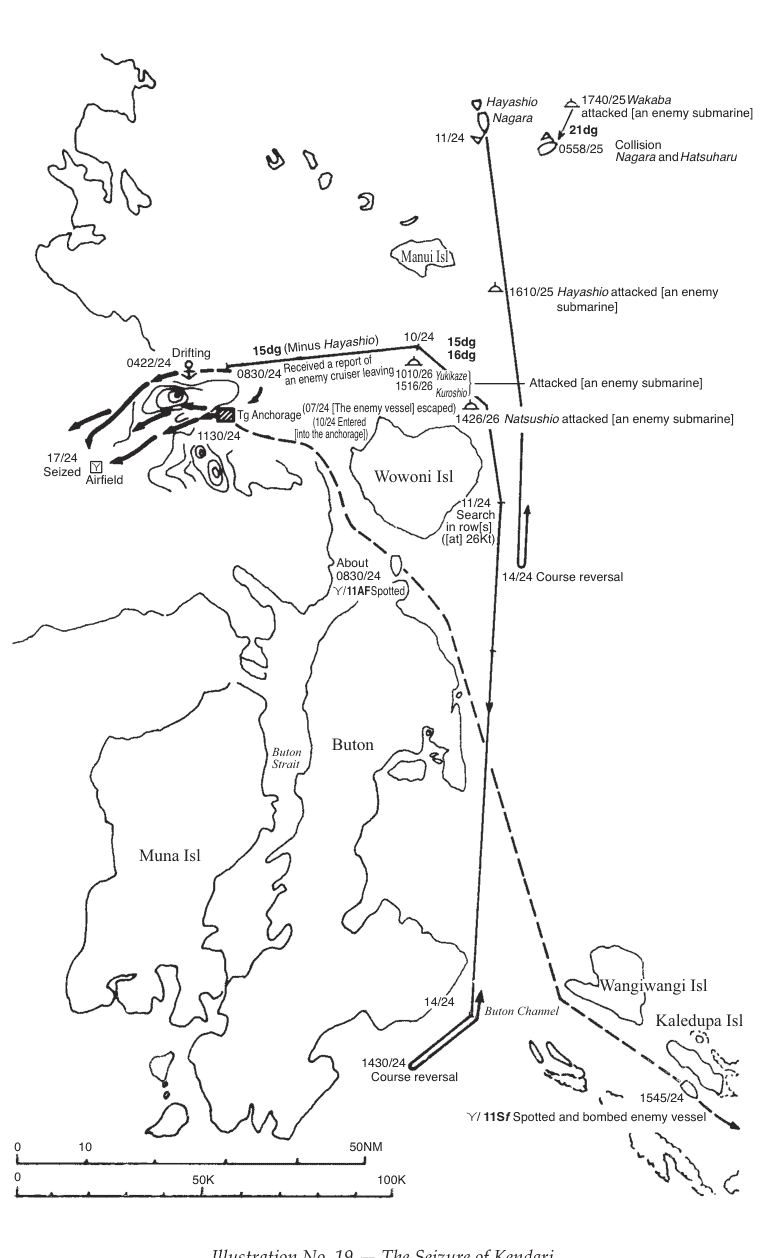 Hayashio
Nagara
11/24
1740/25 Wakaba
attacked [an enemy submarine]
21dg
0558/25
Collision
Nagara and Hatsuharu
Manui Isl
1610/25 Hayashio attacked [an enemy
submarine]
10/24
15dg
16dg
15dg (Minus Hayashio)
Drifting
0422/24
0830/24
Received a report of
an enemy cruiser leaving
1010/26 Yukikaze
1516/26
Kuroshio
Attacked [an enemy submarine]
Tg Anchorage
(07/24 [The enemy vessel] escaped)
(10/24 Entered
[into the anchorage])
1426/26 Natsushio attacked [an enemy submarine]
1130/24
17/24
Seized
Airfield
Wowoni Isl
11/24
Search
in row[s]
([at] 26Kt)
About
0830/24
/11AF Spotted
14/24 Course reversal
Buton
Strait
Buton
Muna Isl
Wangiwangi Isl
14/24
Buton Channel
Kaledupa Isl
1430/24
Course reversal
1545/24
/ 11Sf Spotted and bombed enemy vessel
0 10 50NM
0 50K 100K
Illustration No. 19 — The Seizure of Kendari